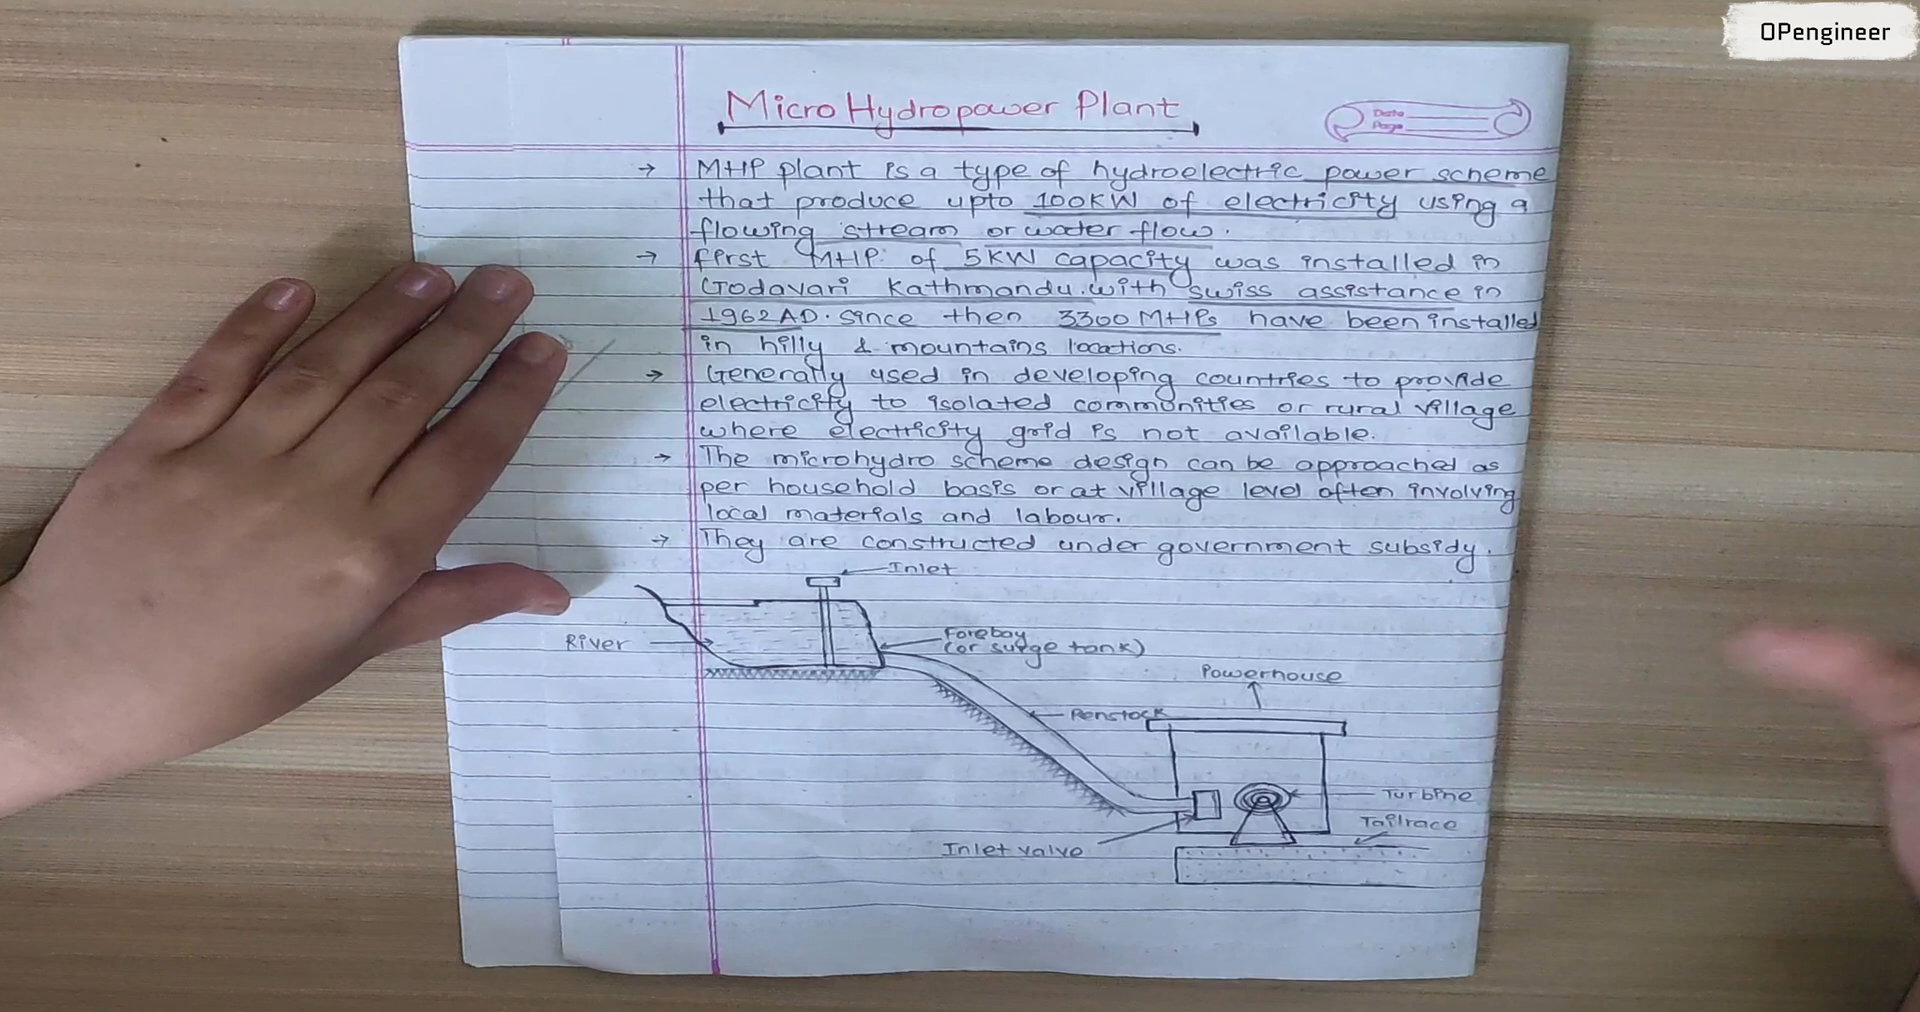 OPengineer
Micro Hydropower Plant
Date
Page
→ MHP plant is a type of hydroelectric power scheme
that produce upto 100KW of electricity using a
flowing stream or water flow.
→ first MHP of 5KW capacity was installed in
Godavari Kathmandu. with swiss assistance in
1962 AD. since then 3300 MHPs have been installed
in hilly & mountains locations.
→ Generally used in developing countries to provide
electricity to isolated communities or rural village
where electricity grid is not available.
→ The microhydro scheme design can be approached as
per household basis or at village level often involving
local materials and labour.
→ They are constructed under government subsidy.
Inlet
River
Forebay
(or surge tank)
Powerhouse
Penstock
Turbine
Tailrace
Inlet valve